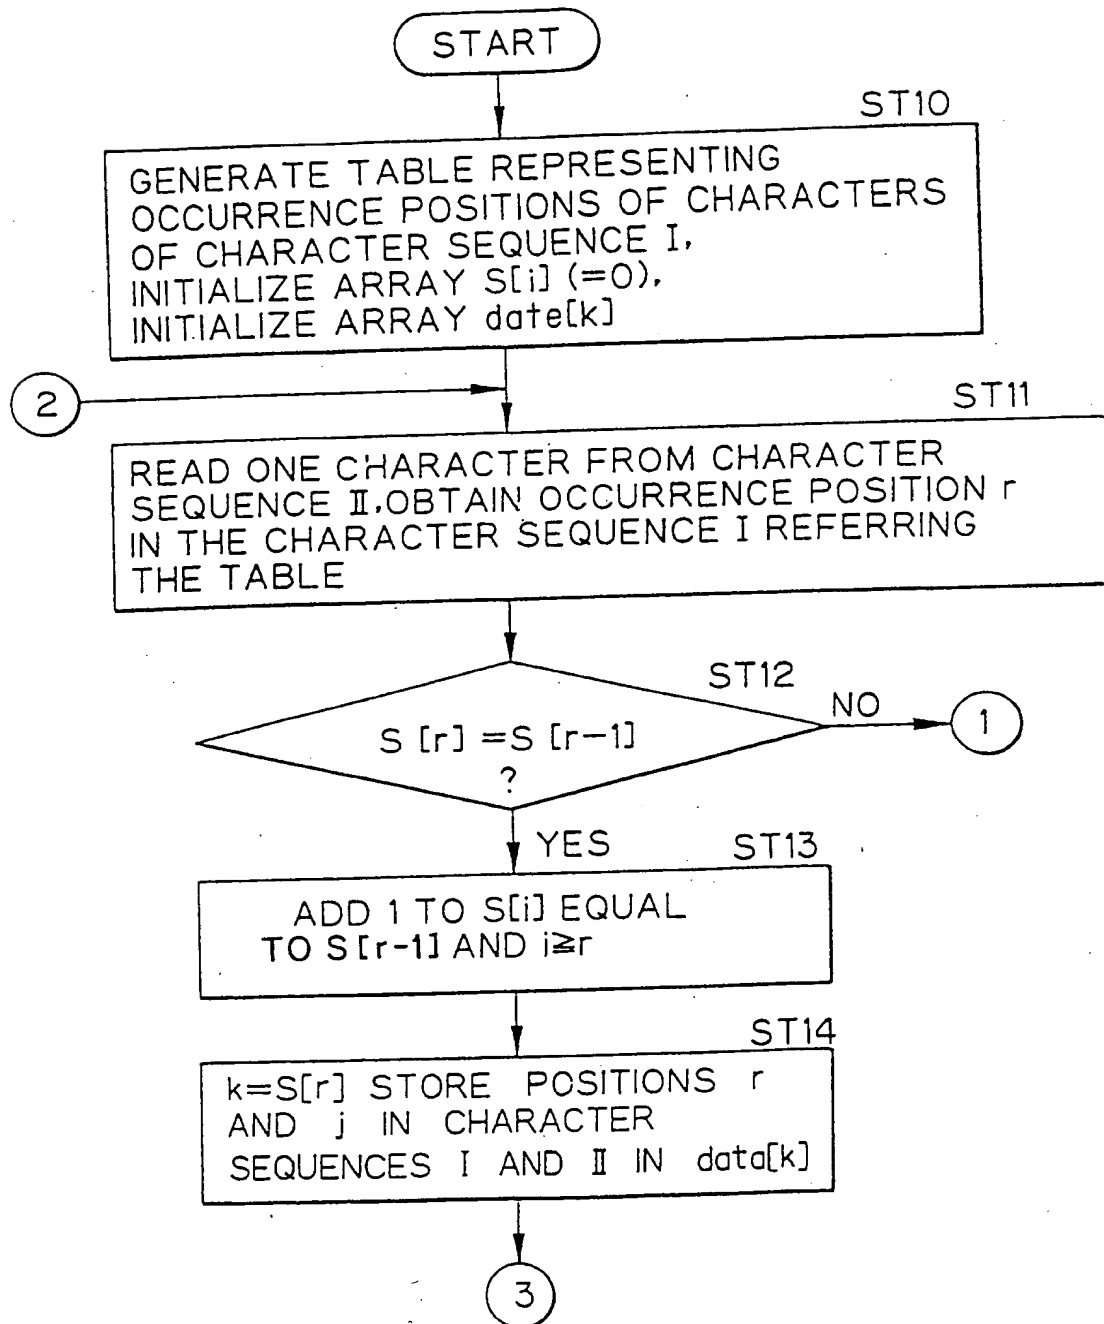 START
ST10
GENERATE TABLE REPRESENTING
OCCURRENCE POSITIONS OF CHARACTERS
OF CHARACTER SEQUENCE I,
INITIALIZE ARRAY S[i] (=0),
INITIALIZE ARRAY date[k]
2
ST11
READ ONE CHARACTER FROM CHARACTER
SEQUENCE Ⅱ,OBTAIN OCCURRENCE POSITION r
IN THE CHARACTER SEQUENCE I REFERRING
THE TABLE
ST12
S [r] =S [r-1]
?
NO
1
YES
ST13
ADD 1 TO S[i] EQUAL
TO S[r-1] AND i≧r
ST14
k=S[r] STORE POSITIONS r
AND j IN CHARACTER
SEQUENCES I AND Ⅱ IN data[k]
3